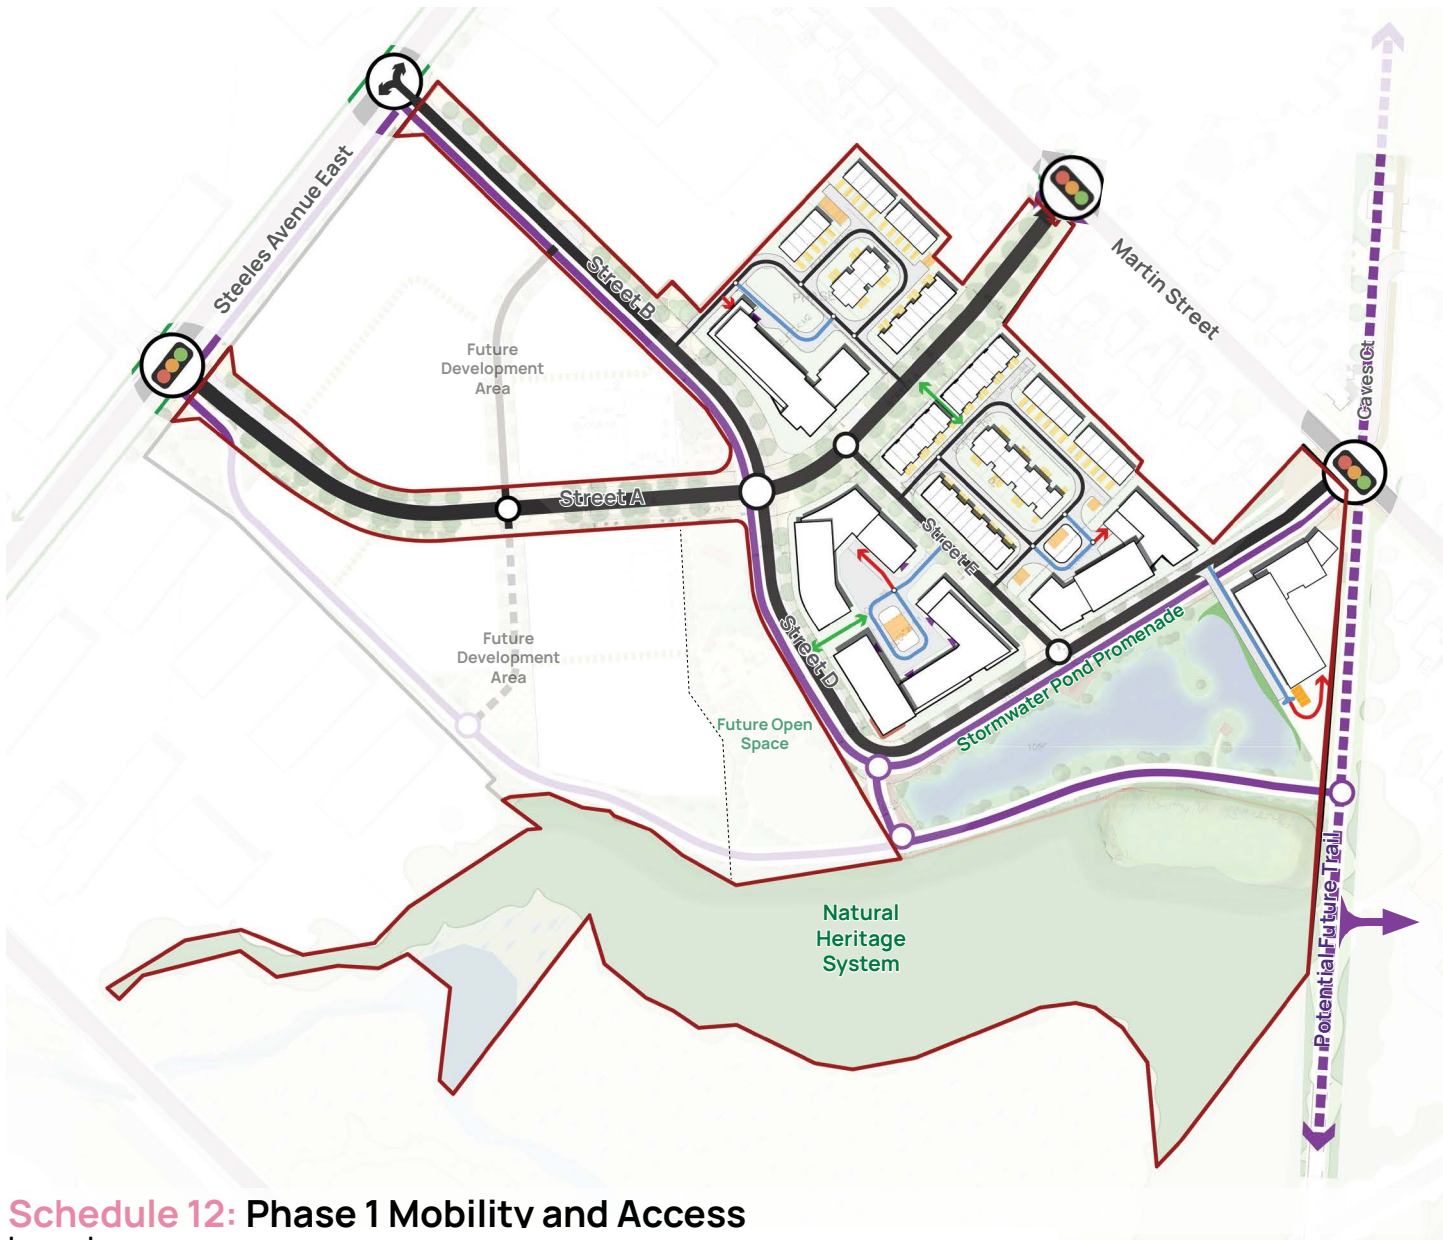 Steeles Avenue East
Street B
Martin Street
Caves Ct
Future
Development
Area
Street A
Street E
Street D
Future
Development
Area
Stormwater Pond Promenade
Future Open
Space
Natural
Heritage
System
Potential Future Trail
Schedule 12: Phase 1 Mobility and Access